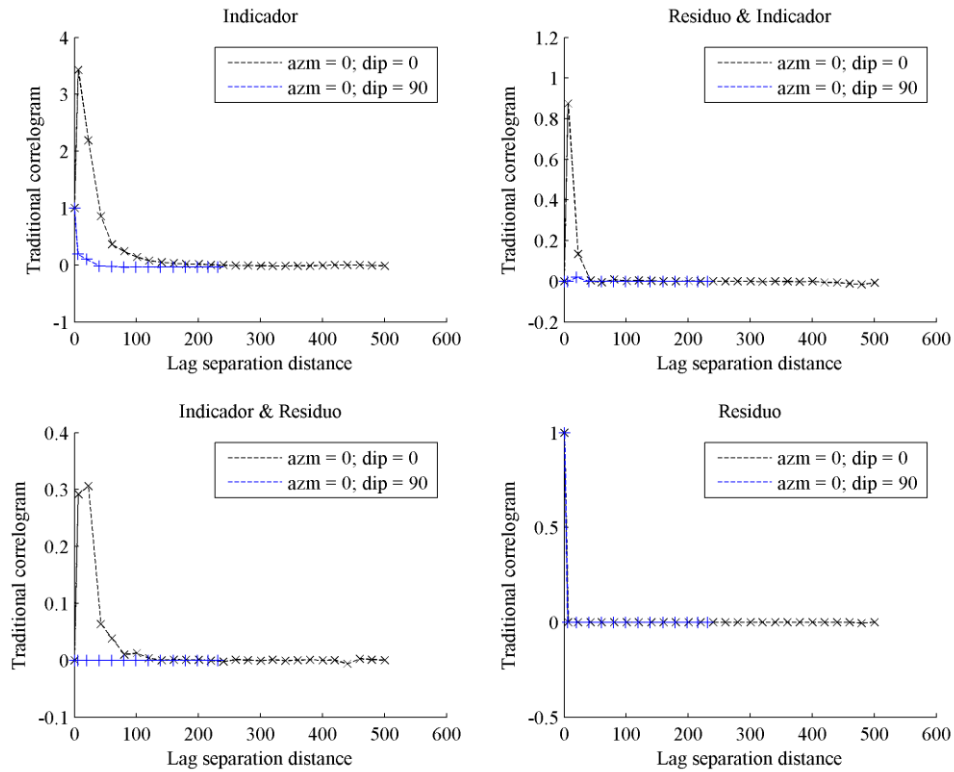 Indicador
Traditional correlogram
4
3
2
1
0
-1
azm = 0; dip = 0
azm = 0; dip = 90
0 100 200 300 400 500 600
Lag separation distance
Residuo & Indicador
Traditional correlogram
1.2
1
0.8
0.6
0.4
0.2
0
-0.2
azm = 0; dip = 0
azm = 0; dip = 90
0 100 200 300 400 500 600
Lag separation distance
Indicador & Residuo
Traditional correlogram
0.4
0.3
0.2
0.1
0
-0.1
azm = 0; dip = 0
azm = 0; dip = 90
0 100 200 300 400 500 600
Lag separation distance
Residuo
Traditional correlogram
1
0.5
0
-0.5
azm = 0; dip = 0
azm = 0; dip = 90
0 100 200 300 400 500 600
Lag separation distance